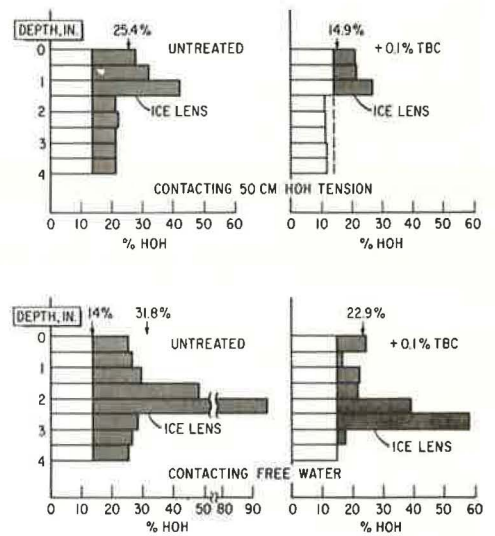 DEPTH, IN. 25.4%
UNTREATED
0
1
2
3
4
ICE LENS
0 10 20 30 40 50 60
% HOH
14.9%
+0.1% TBC
ICE LENS
0 10 20 30 40 50 60
% HOH
CONTACTING 50 CM HOH TENSION
DEPTH, IN. 14% 31.8%
UNTREATED
0
1
2
3
4
ICE LENS
0 10 20 30 40 50 80 90
% HOH
22.9%
+0.1% TBC
ICE LENS
0 10 20 30 40 50 60
% HOH
CONTACTING FREE WATER